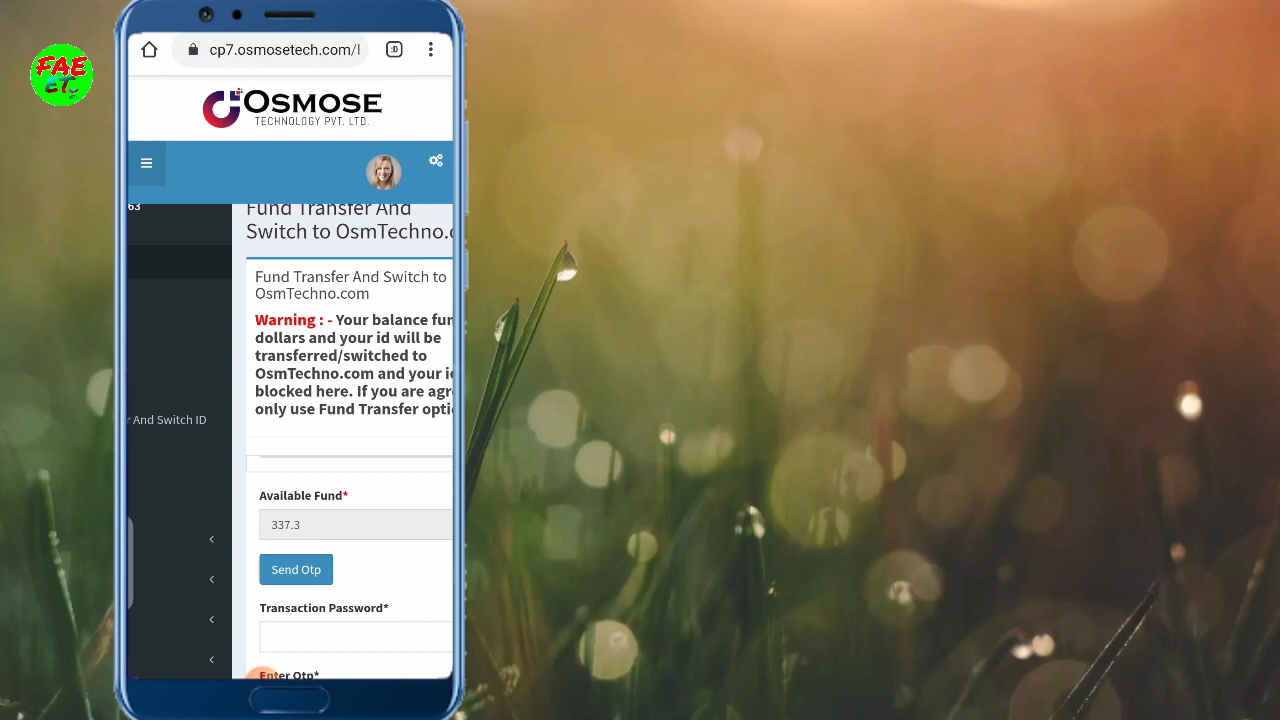 FAE
ET
cp7.osmosetech.com/
:D
OSMOSE
TECHNOLOGY PVT. LTD.
63
Fund Transfer And
Switch to OsmTechno.c
Fund Transfer And Switch to
OsmTechno.com
Warning : - Your balance fun
dollars and your id will be
transferred/switched to
OsmTechno.com and your i
blocked here. If you are agr
only use Fund Transfer opti
r And Switch ID
Available Fund*
337.3
Send Otp
Transaction Password*
Enter Otp*